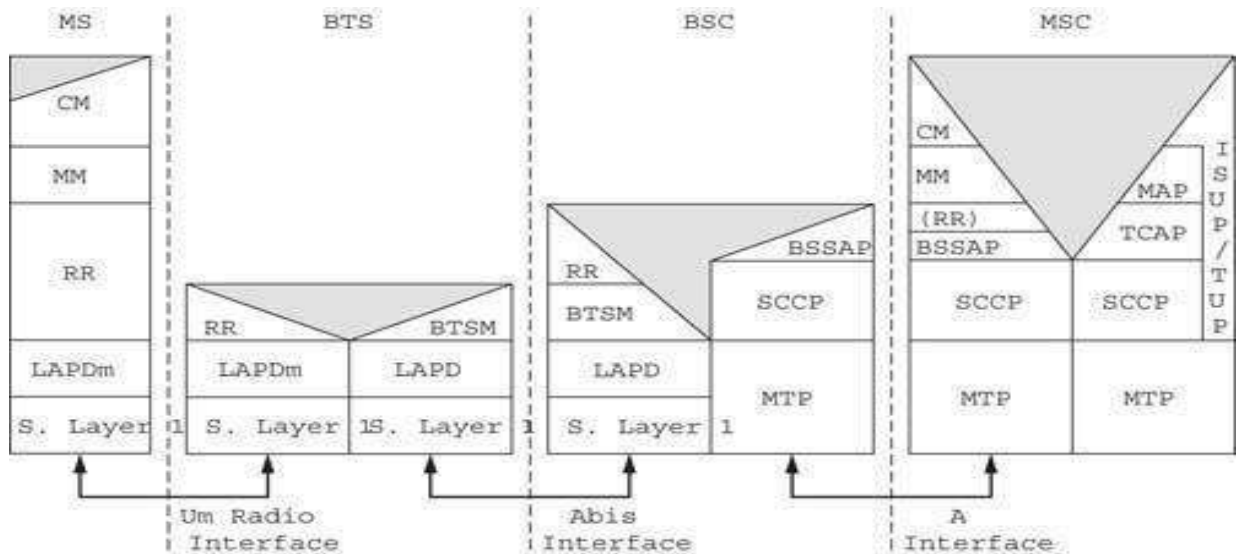 MS
BTS
BSC
MSC
CM
MM
RR
LAPDm
S. Layer 1
RR
BTSM
LAPDm
LAPD
S. Layer 1
S. Layer 1
RR
BTSM
LAPD
S. Layer 1
BSSAP
SCCP
MTP
CM
MM
(RR)
BSSAP
SCCP
MTP
MAP
TCAP
SCCP
MTP
ISUP/TUP
Um Radio
Interface
Abis
Interface
A
Interface